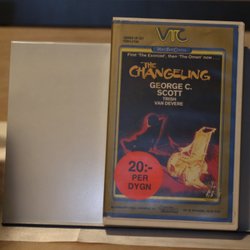 VTC
First "The Exorcist", then "The Omen" now . . .
THE
CHANGELING
GEORGE C.
SCOTT
TRISH
VAN DEVERE
20:-
PER
DYGN